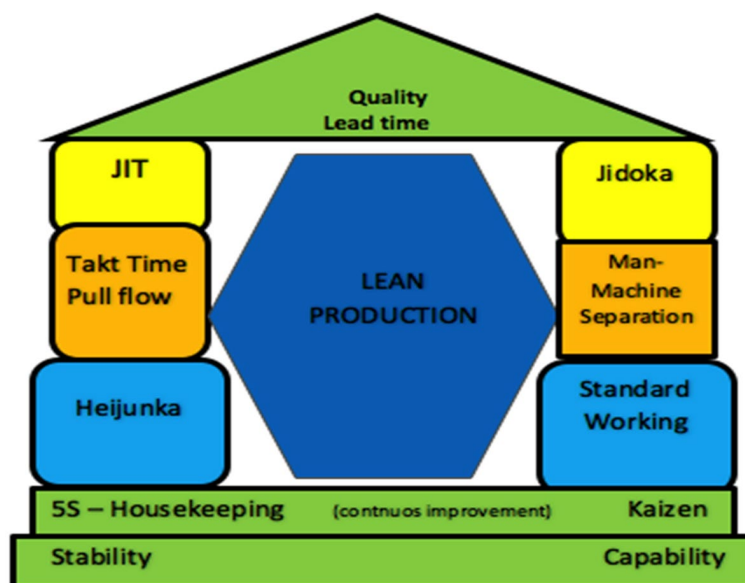 Quality
Lead time
JIT
Jidoka
Takt Time
Pull flow
LEAN
PRODUCTION
Man-
Machine
Separation
Heijunka
Standard
Working
5S – Housekeeping (contnuos improvement) Kaizen
Stability Capability